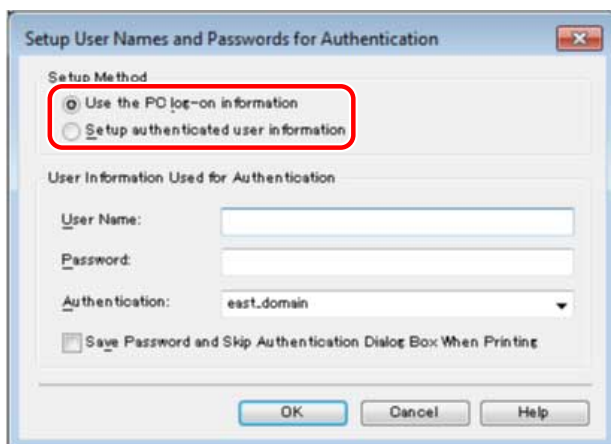 Setup User Names and Passwords for Authentication
Setup Method
Use the PC log-on information
Setup authenticated user information
User Information Used for Authentication
User Name:
Password:
Authentication: east_domain
Save Password and Skip Authentication Dialog Box When Printing
OK Cancel Help